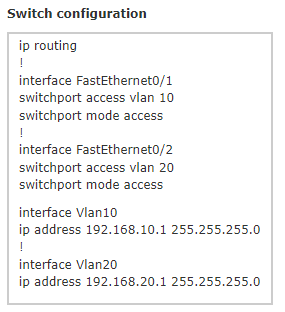 Switch configuration
ip routing
!
interface FastEthernet0/1
switchport access vlan 10
switchport mode access
!
interface FastEthernet0/2
switchport access vlan 20
switchport mode access
interface Vlan10
ip address 192.168.10.1 255.255.255.0
!
interface Vlan20
ip address 192.168.20.1 255.255.255.0